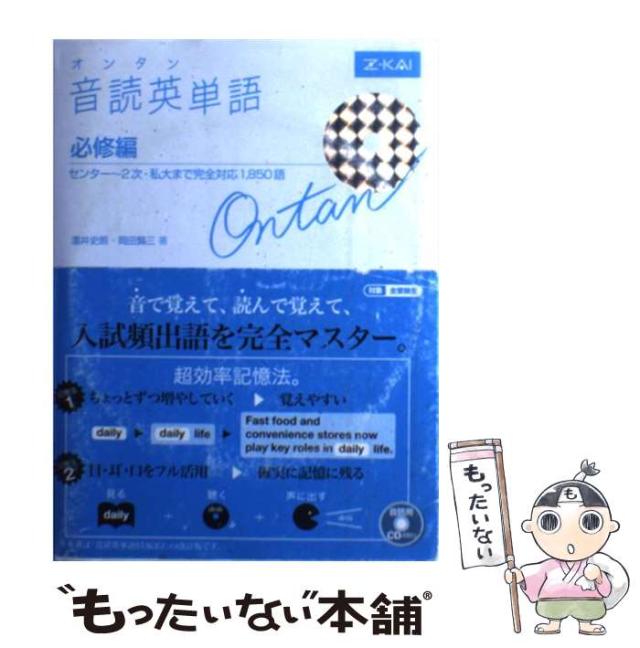 Z-KAI
オンタン
音読英単語
必修編
センター～2次・私大まで完全対応1,850語
Ontan
著
音で覚えて、読んで覚えて、
入試頻出語を完全マスター。
超効率記憶法。
1 ちょっとずつ増やしていく ▶ 覚えやすい
daily ▶ daily life ▶ Fast food and
convenience stores now
play key roles in daily life.
2 目・耳・口をフル活用 ▶ 確実に記憶に残る
見る 聴く 声に出す
daily + +
CD
も
もったいない
“もったいない”本舗®